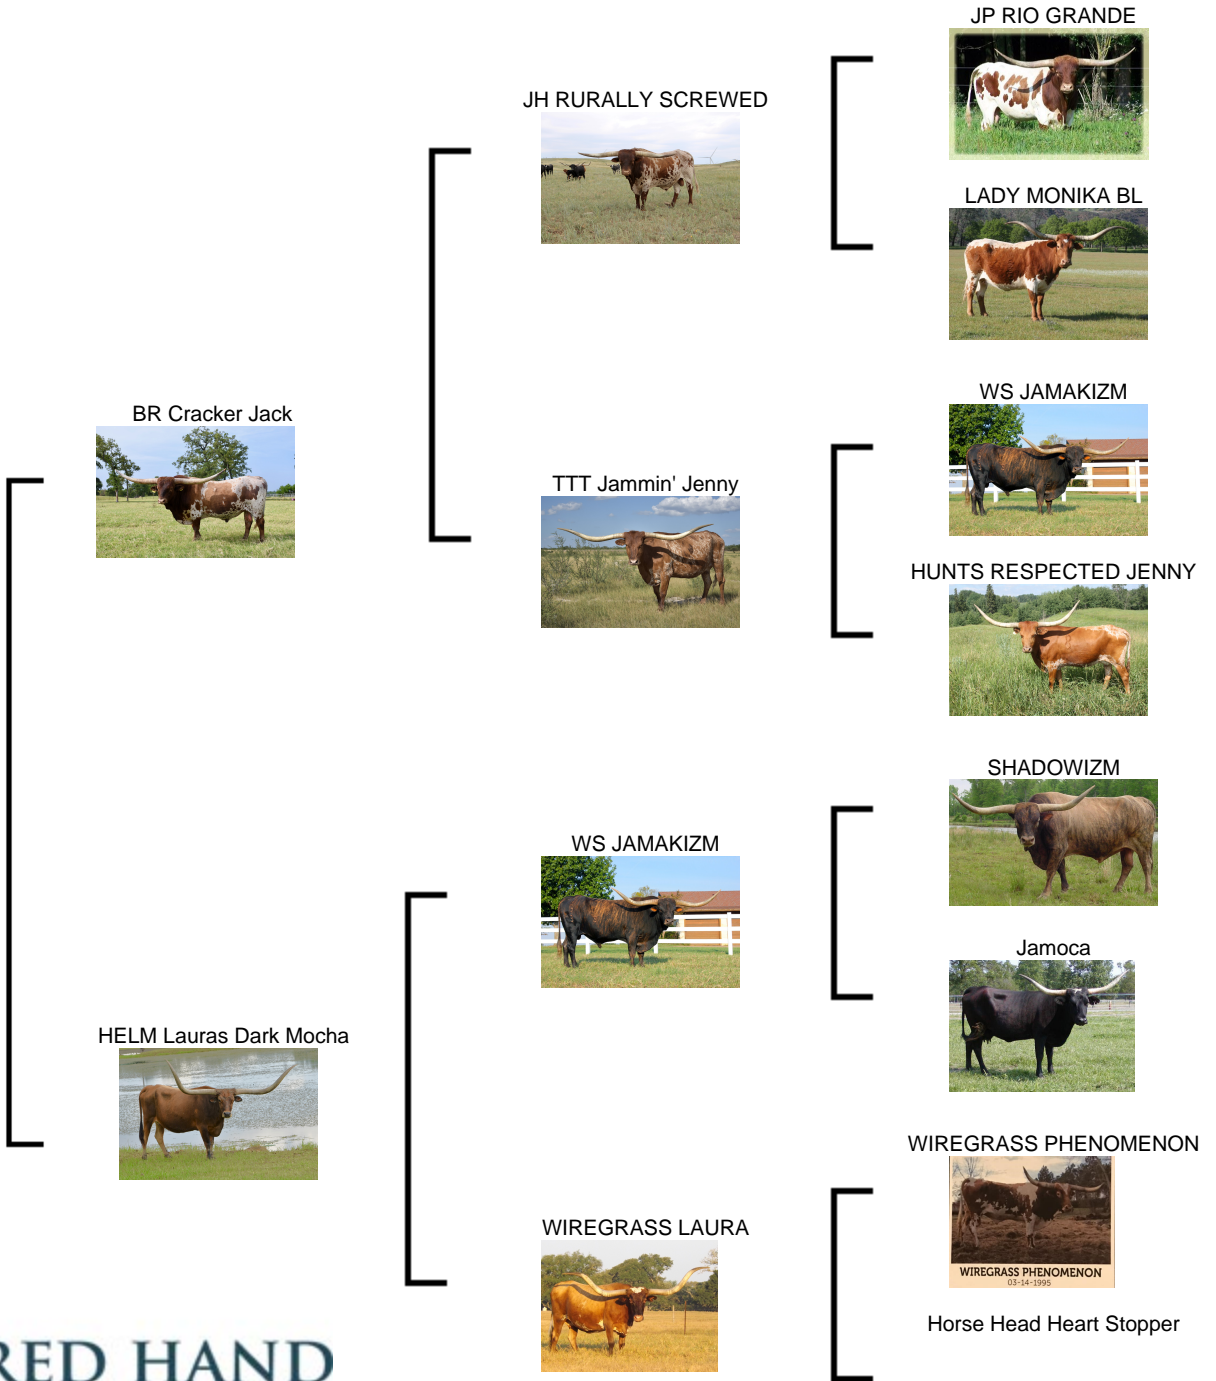 JP RIO GRANDE
JH RURALLY SCREWED
LADY MONIKA BL
WS JAMAKIZM
BR Cracker Jack
TTT Jammin' Jenny
HUNTS RESPECTED JENNY
SHADOWIZM
WS JAMAKIZM
Jamoca
HELM Lauras Dark Mocha
WIREGRASS PHENOMENON
WIREGRASS LAURA
WIREGRASS PHENOMENON
03-14-1995
Horse Head Heart Stopper
RED HAND